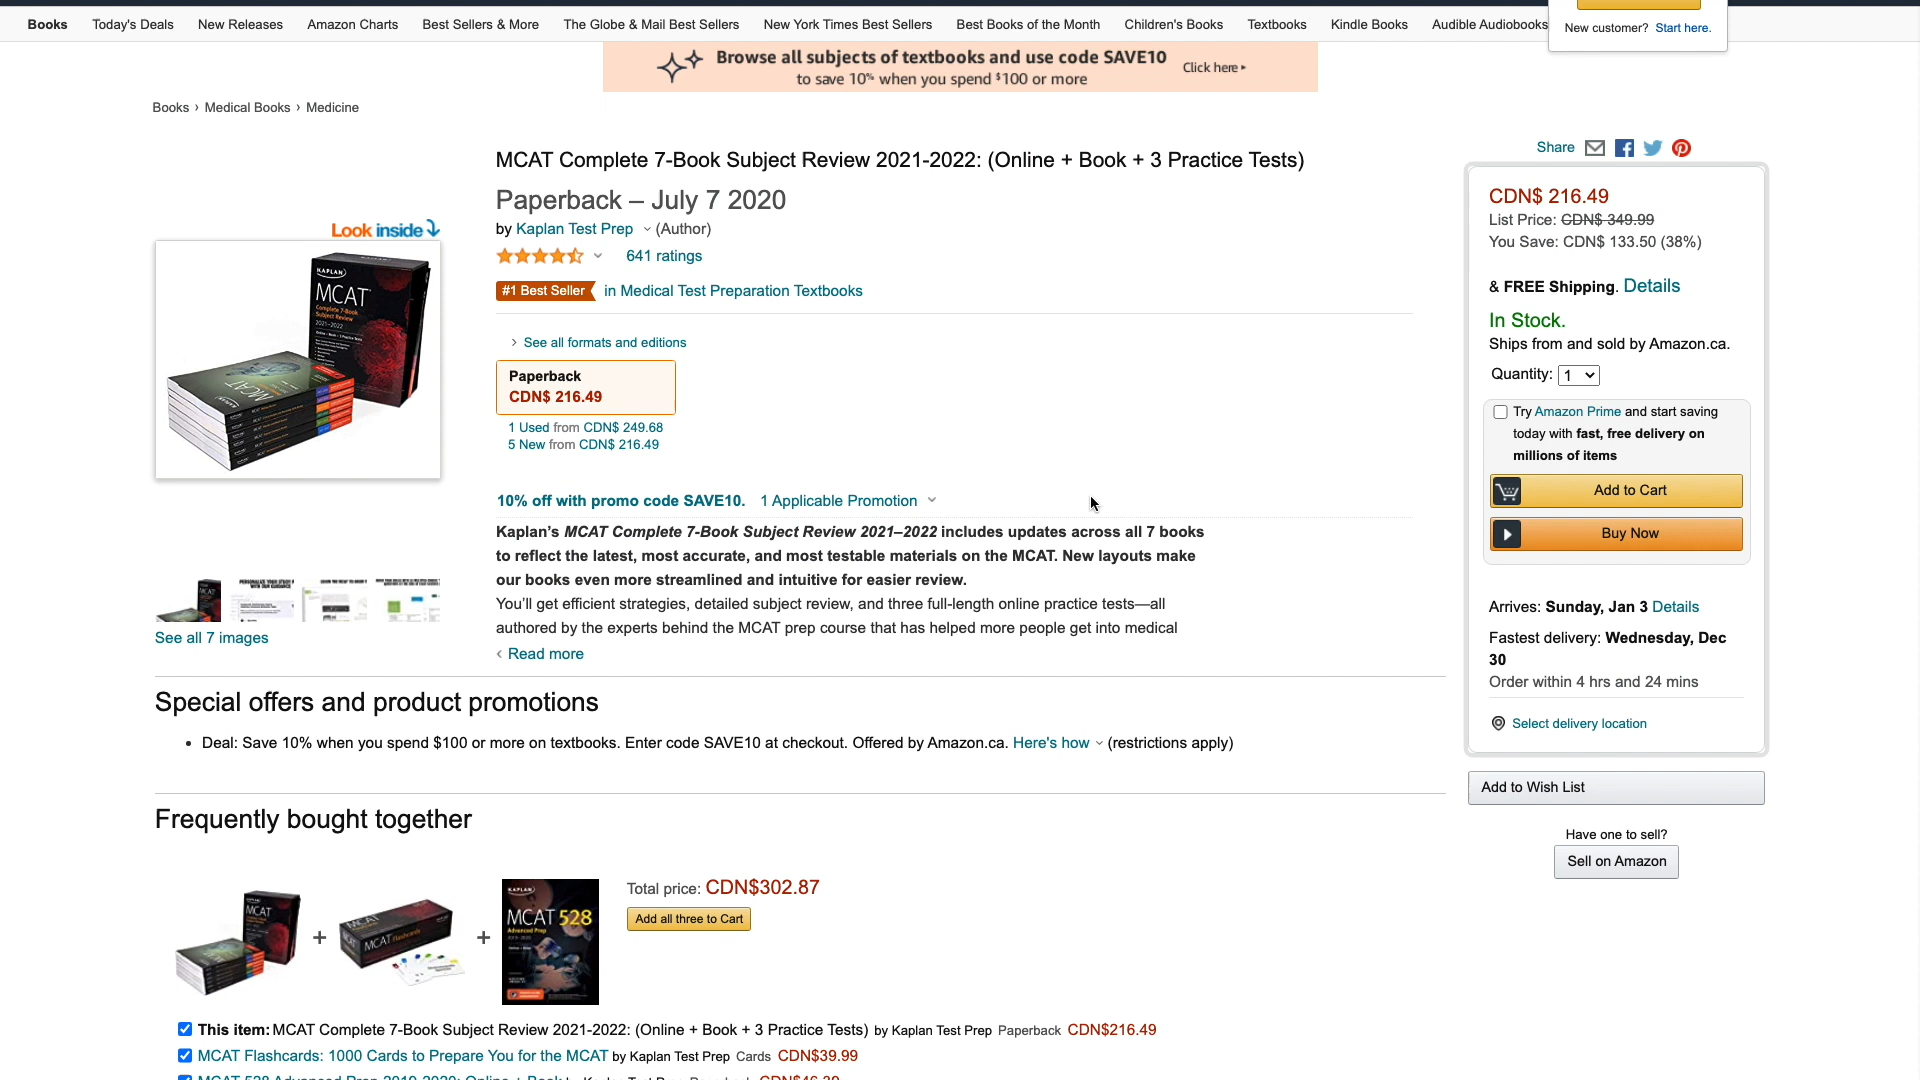 Books Today's Deals New Releases Amazon Charts Best Sellers & More The Globe & Mail Best Sellers New York Times Best Sellers Best Books of the Month Children's Books Textbooks Kindle Books Audible Audiobooks
New customer? Start here.
Browse all subjects of textbooks and use code SAVE10
to save 10% when you spend $100 or more
Click here ▸
Books › Medical Books › Medicine
Look inside
KAPLAN
MCAT
Complete 7-Book
Subject Review
2021-2022
See all 7 images
MCAT Complete 7-Book Subject Review 2021-2022: (Online + Book + 3 Practice Tests)
Paperback – July 7 2020
by Kaplan Test Prep (Author)
641 ratings
#1 Best Seller in Medical Test Preparation Textbooks
› See all formats and editions
Paperback
CDN$ 216.49
1 Used from CDN$ 249.68
5 New from CDN$ 216.49
10% off with promo code SAVE10. 1 Applicable Promotion
Kaplan's MCAT Complete 7-Book Subject Review 2021–2022 includes updates across all 7 books
to reflect the latest, most accurate, and most testable materials on the MCAT. New layouts make
our books even more streamlined and intuitive for easier review.
You'll get efficient strategies, detailed subject review, and three full-length online practice tests—all
authored by the experts behind the MCAT prep course that has helped more people get into medical
‹ Read more
Share
CDN$ 216.49
List Price: CDN$ 349.99
You Save: CDN$ 133.50 (38%)
& FREE Shipping. Details
In Stock.
Ships from and sold by Amazon.ca.
Quantity: 1
Try Amazon Prime and start saving
today with fast, free delivery on
millions of items
Add to Cart
Buy Now
Arrives: Sunday, Jan 3 Details
Fastest delivery: Wednesday, Dec
30
Order within 4 hrs and 24 mins
Select delivery location
Add to Wish List
Have one to sell?
Sell on Amazon
Special offers and product promotions
• Deal: Save 10% when you spend $100 or more on textbooks. Enter code SAVE10 at checkout. Offered by Amazon.ca. Here's how (restrictions apply)
Frequently bought together
MCAT
+
MCAT Flashcards
+
KAPLAN
MCAT 528
Advanced Prep
Total price: CDN$302.87
Add all three to Cart
This item: MCAT Complete 7-Book Subject Review 2021-2022: (Online + Book + 3 Practice Tests) by Kaplan Test Prep Paperback CDN$216.49
MCAT Flashcards: 1000 Cards to Prepare You for the MCAT by Kaplan Test Prep Cards CDN$39.99